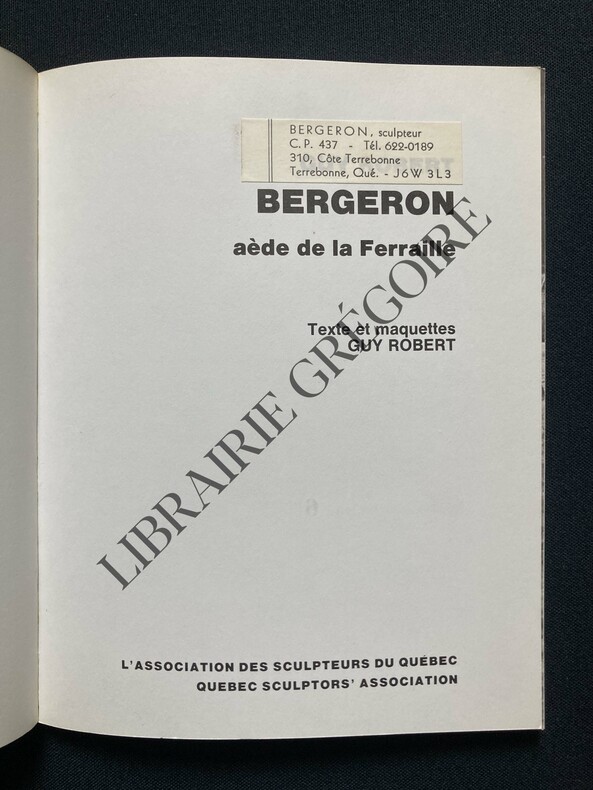 BERGERON, sculpteur
C.P. 437 - Tél. 622-0189
310, Côte Terrebonne
Terrebonne, Qué. - J6W 3L3
BERGERON
aède de la Ferraille
Texte et maquettes
GUY ROBERT
LIBRAIRIE GRÉGOIRE
L'ASSOCIATION DES SCULPTEURS DU QUÉBEC
QUEBEC SCULPTORS' ASSOCIATION